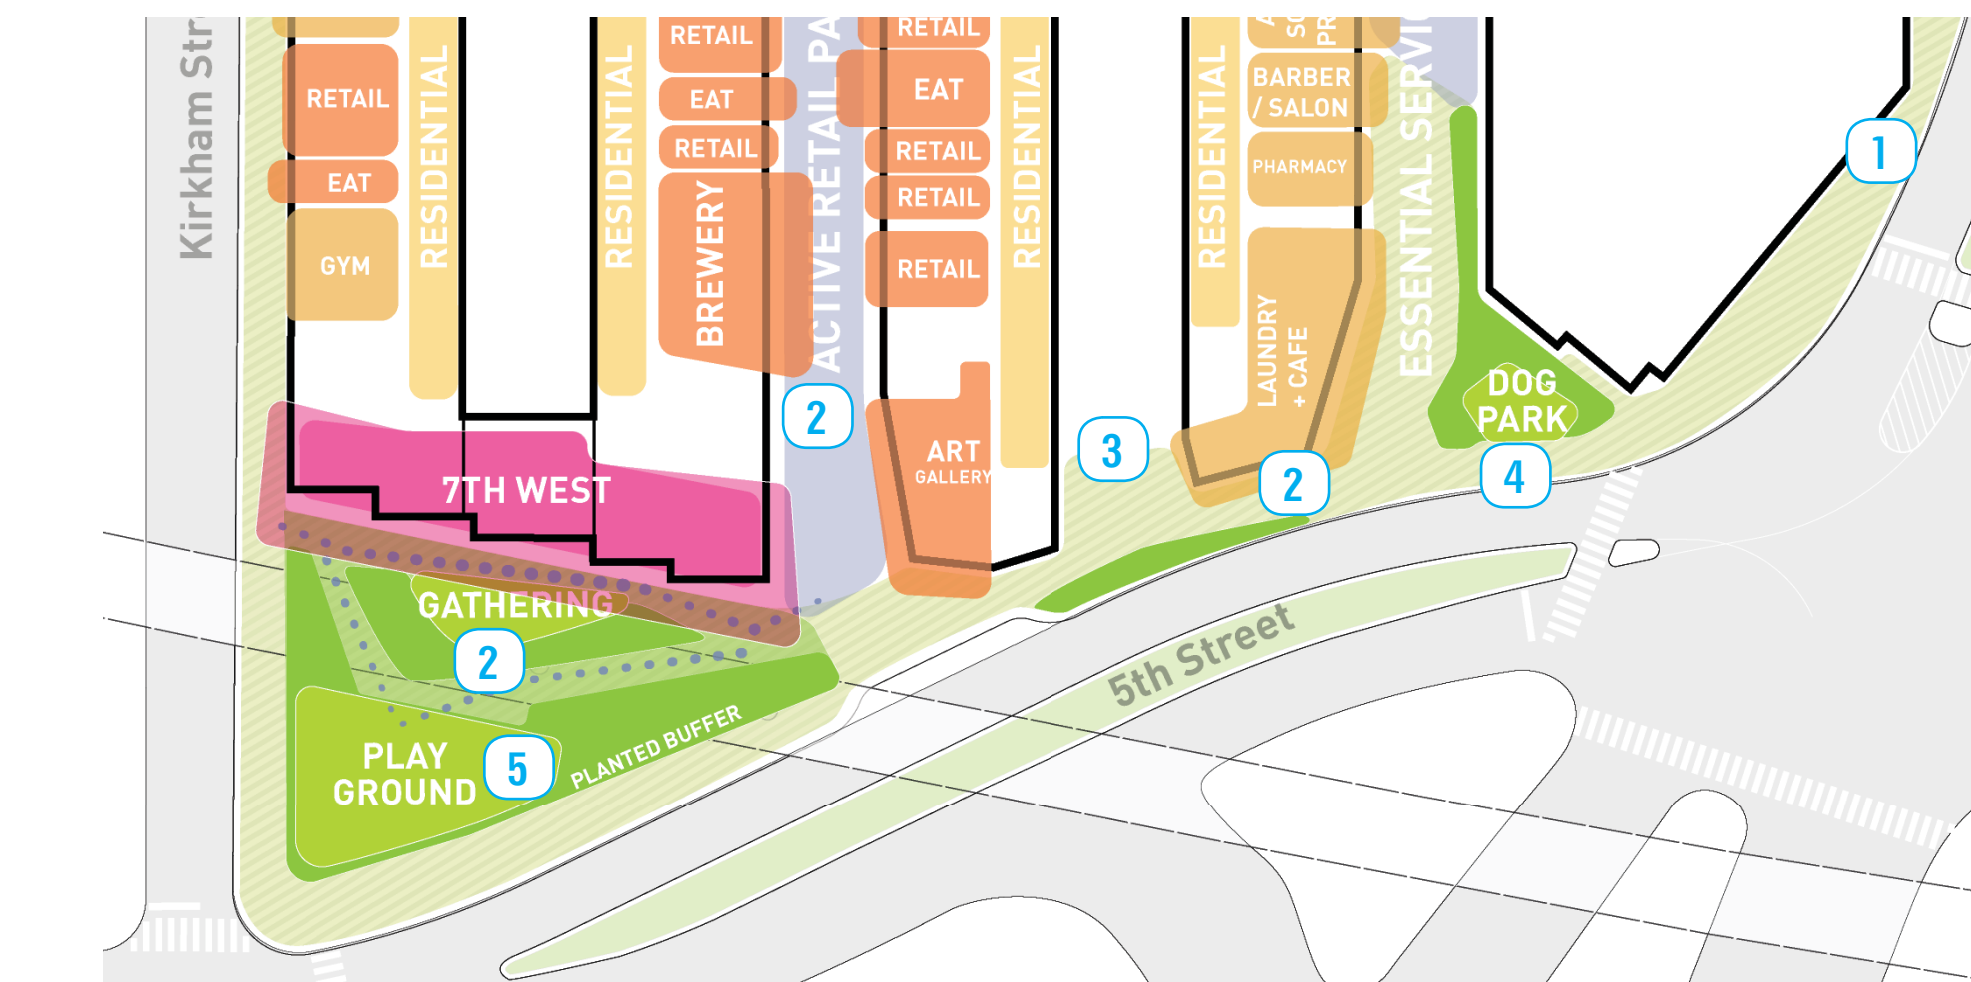 Kirkham Str
RETAIL
EAT
GYM
RESIDENTIAL
RESIDENTIAL
RETAIL
EAT
RETAIL
BREWERY
ACTIVE RETAIL PA
RETAIL
EAT
RETAIL
RETAIL
RETAIL
RESIDENTIAL
RESIDENTIAL
BARBER
/ SALON
PHARMACY
LAUNDRY
+ CAFE
ESSENTIAL SERVIC
1
DOG
PARK
4
2
ART
GALLERY
3
2
7TH WEST
GATHERING
2
PLAY
GROUND
5
PLANTED BUFFER
5th Street